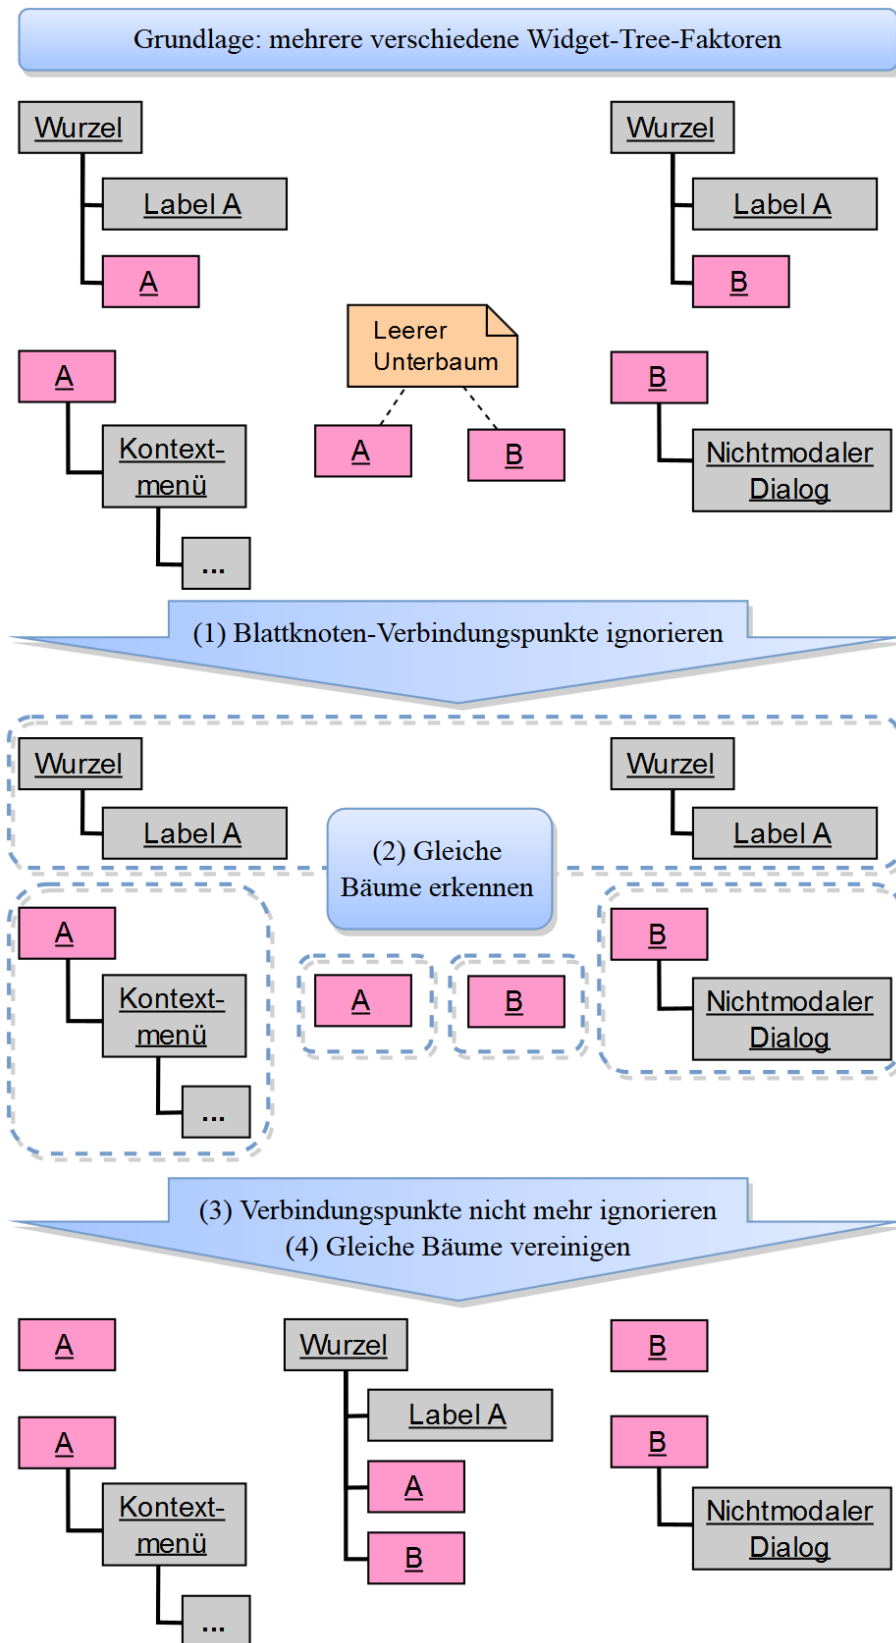 Grundlage: mehrere verschiedene Widget-Tree-Faktoren
Wurzel
Label A
A
Wurzel
Label A
B
A
Kontext-
menü
...
Leerer
Unterbaum
A
B
B
Nichtmodaler
Dialog
(1) Blattknoten-Verbindungspunkte ignorieren
Wurzel
Label A
Wurzel
Label A
(2) Gleiche
Bäume erkennen
A
Kontext-
menü
...
A
B
B
Nichtmodaler
Dialog
(3) Verbindungspunkte nicht mehr ignorieren
(4) Gleiche Bäume vereinigen
A
A
Kontext-
menü
...
Wurzel
Label A
A
B
B
B
Nichtmodaler
Dialog